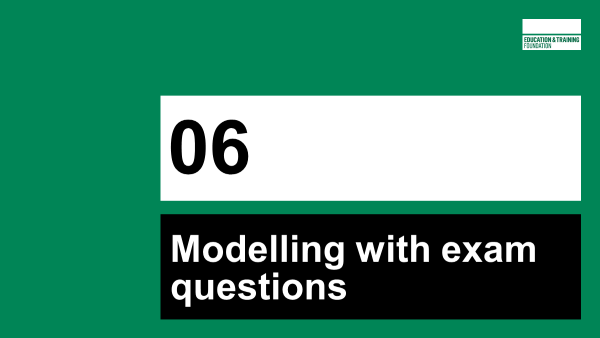 EDUCATION & TRAINING
FOUNDATION
06
Modelling with exam
questions